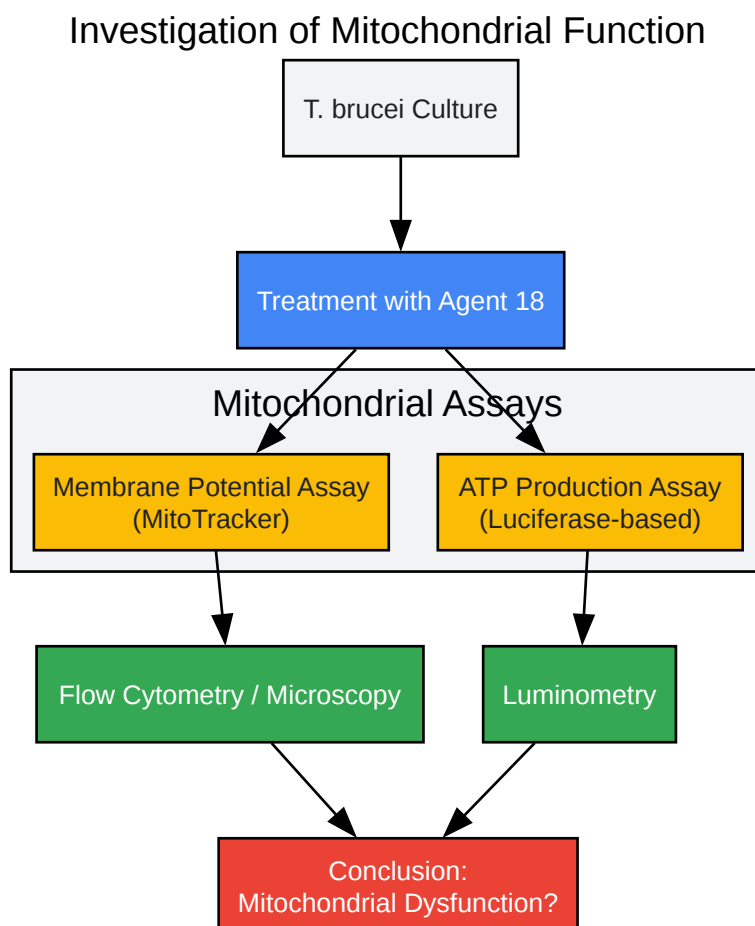 Investigation of Mitochondrial Function
T. brucei Culture
Treatment with Agent 18
Mitochondrial Assays
Membrane Potential Assay
(MitoTracker)
ATP Production Assay
(Luciferase-based)
Flow Cytometry / Microscopy
Luminometry
Conclusion:
Mitochondrial Dysfunction?